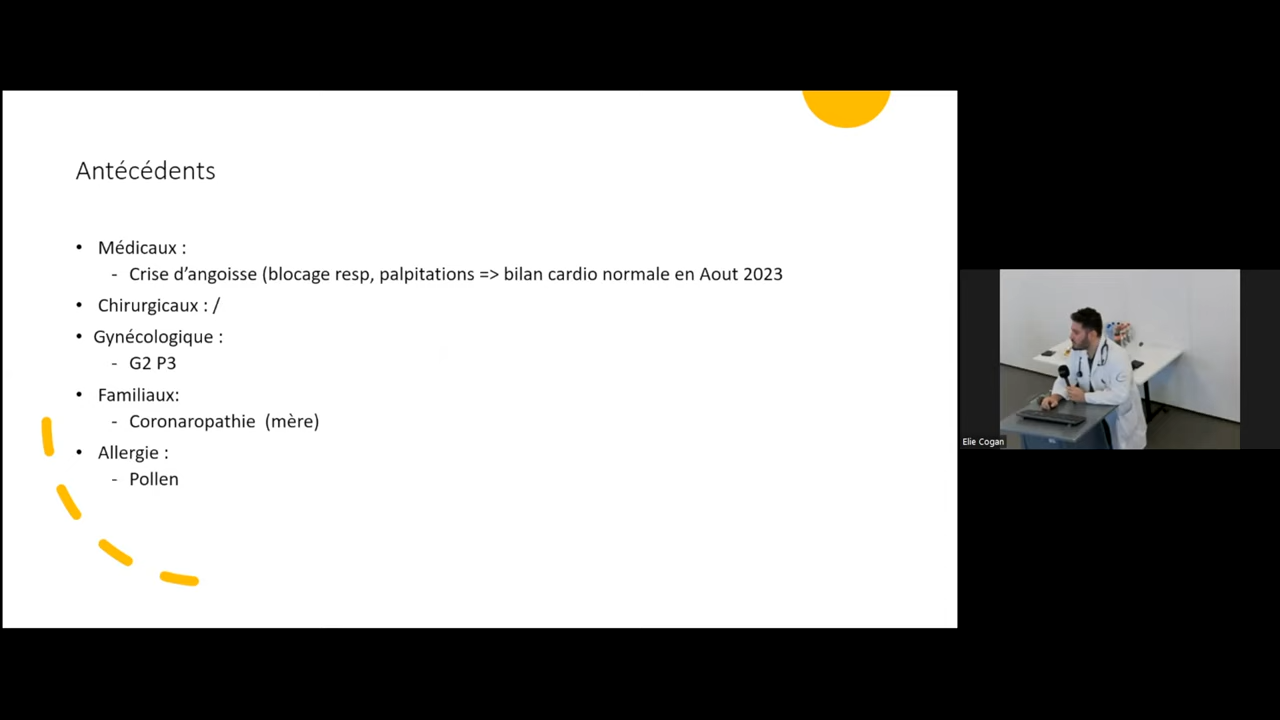 Antécédents
• Médicaux :
- Crise d’angoisse (blocage resp, palpitations => bilan cardio normale en Aout 2023
• Chirurgicaux : /
• Gynécologique :
- G2 P3
• Familiaux:
- Coronaropathie (mère)
• Allergie :
- Pollen
Elie Cogan